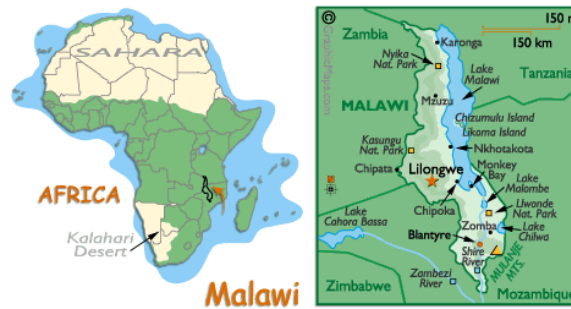 SAHARA
AFRICA
Kalahari
Desert
Malawi
150 mi
150 km
GraphicMaps.com
Zambia
Karonga
Nyika
Nat. Park
Lake
Malawi
Tanzania
MALAWI
Mzuzu
Chizumulu Island
Likoma Island
Kasungu
Nat. Park
Nkhotakota
Chipata
Lilongwe
Monkey
Bay
Lake
Malombe
Chipoka
Liwonde
Nat. Park
Lake
Cahora Bassa
Zomba
Lake
Chilwa
Blantyre
Shire
River
MULANJE
MTS.
Zambezi
River
Zimbabwe
Mozambique